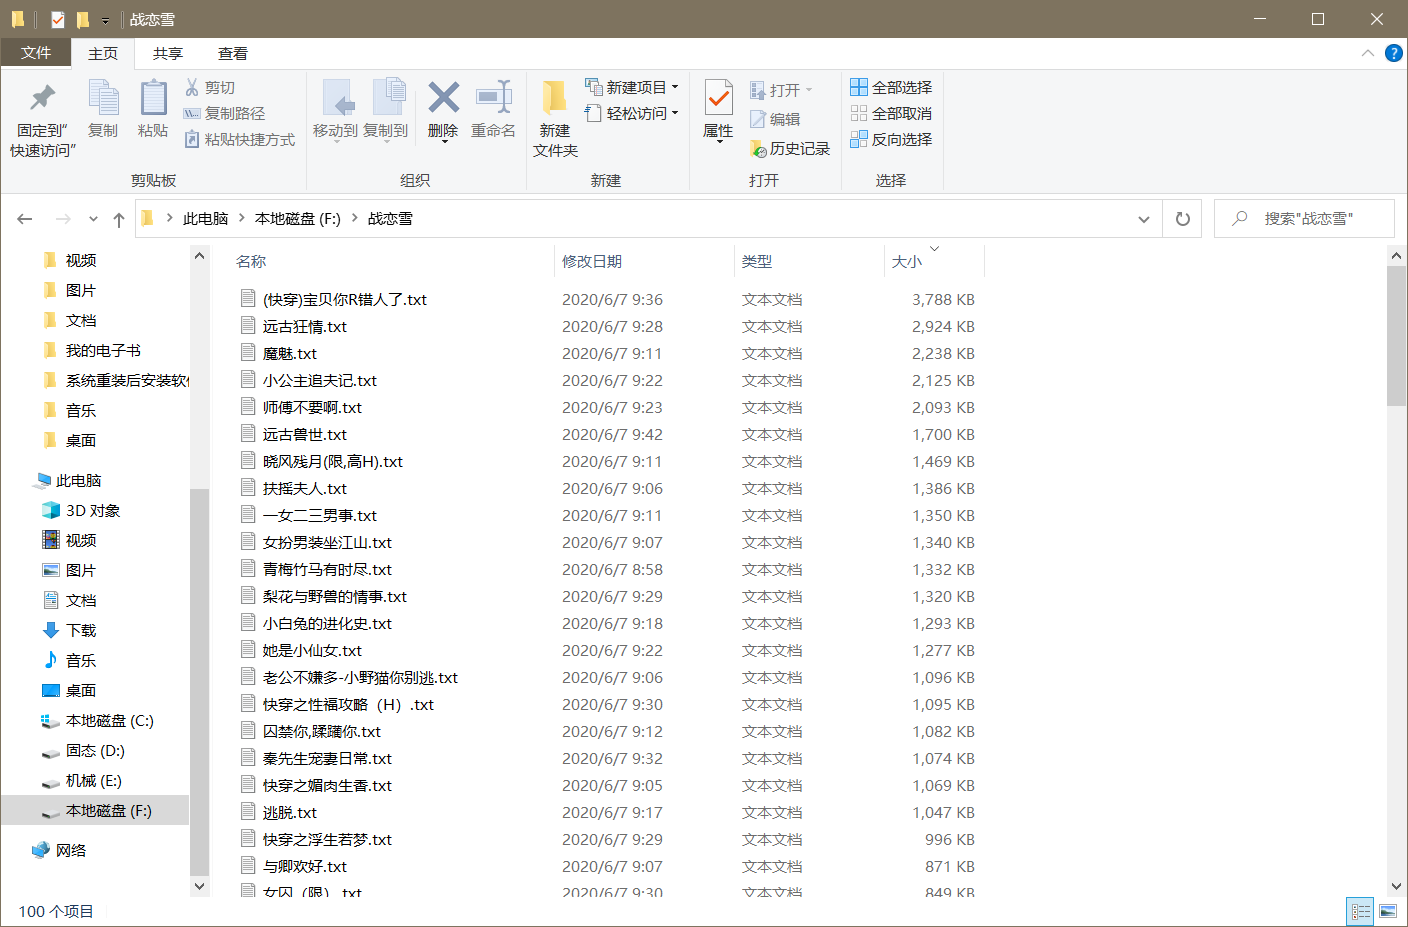 战恋雪
文件 主页 共享 查看
固定到"快速访问"
复制
粘贴
剪切
复制路径
粘贴快捷方式
剪贴板
移动到
复制到
删除
重命名
组织
新建文件夹
新建项目
轻松访问
新建
属性
打开
编辑
历史记录
打开
全部选择
全部取消
反向选择
选择
此电脑 > 本地磁盘 (F:) > 战恋雪
搜索"战恋雪"
视频
图片
文档
我的电子书
系统重装后安装软
音乐
桌面
此电脑
3D 对象
视频
图片
文档
下载
音乐
桌面
本地磁盘 (C:)
固态 (D:)
机械 (E:)
本地磁盘 (F:)
网络
名称 修改日期 类型 大小
(快穿)宝贝你R错人了.txt 2020/6/7 9:36 文本文档 3,788 KB
远古狂情.txt 2020/6/7 9:28 文本文档 2,924 KB
魔魅.txt 2020/6/7 9:11 文本文档 2,238 KB
小公主追夫记.txt 2020/6/7 9:22 文本文档 2,125 KB
师傅不要啊.txt 2020/6/7 9:23 文本文档 2,093 KB
远古兽世.txt 2020/6/7 9:42 文本文档 1,700 KB
晓风残月(限,高H).txt 2020/6/7 9:11 文本文档 1,469 KB
扶摇夫人.txt 2020/6/7 9:06 文本文档 1,386 KB
一女二三男事.txt 2020/6/7 9:11 文本文档 1,350 KB
女扮男装坐江山.txt 2020/6/7 9:07 文本文档 1,340 KB
青梅竹马有时尽.txt 2020/6/7 8:58 文本文档 1,332 KB
梨花与野兽的情事.txt 2020/6/7 9:29 文本文档 1,320 KB
小白兔的进化史.txt 2020/6/7 9:18 文本文档 1,293 KB
她是小仙女.txt 2020/6/7 9:22 文本文档 1,277 KB
老公不嫌多-小野猫你别逃.txt 2020/6/7 9:06 文本文档 1,096 KB
快穿之性福攻略（H）.txt 2020/6/7 9:30 文本文档 1,095 KB
囚禁你,蹂躏你.txt 2020/6/7 9:12 文本文档 1,082 KB
秦先生宠妻日常.txt 2020/6/7 9:32 文本文档 1,074 KB
快穿之媚肉生香.txt 2020/6/7 9:05 文本文档 1,069 KB
逃脱.txt 2020/6/7 9:17 文本文档 1,047 KB
快穿之浮生若梦.txt 2020/6/7 9:29 文本文档 996 KB
与卿欢好.txt 2020/6/7 9:07 文本文档 871 KB
女囚（限）.txt 2020/6/7 9:30 文本文档 849 KB
100 个项目